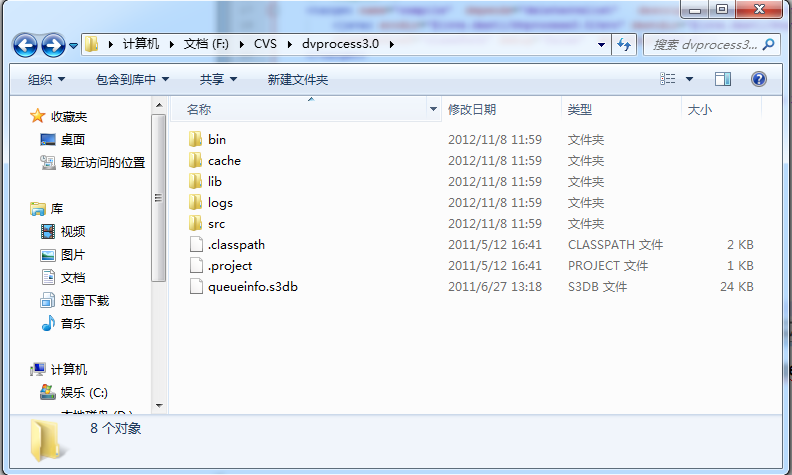 计算机 文档 (F:) CVS dvprocess3.0 搜索 dvprocess3...
组织 包含到库中 共享 新建文件夹
收藏夹
桌面
最近访问的位置
库
视频
图片
文档
迅雷下载
音乐
计算机
娱乐 (C:)
名称 修改日期 类型 大小
bin 2012/11/8 11:59 文件夹
cache 2012/11/8 11:59 文件夹
lib 2012/11/8 11:59 文件夹
logs 2012/11/8 11:59 文件夹
src 2012/11/8 11:59 文件夹
.classpath 2011/5/12 16:41 CLASSPATH 文件 2 KB
.project 2011/5/12 16:41 PROJECT 文件 1 KB
queueinfo.s3db 2011/6/27 13:18 S3DB 文件 24 KB
8 个对象